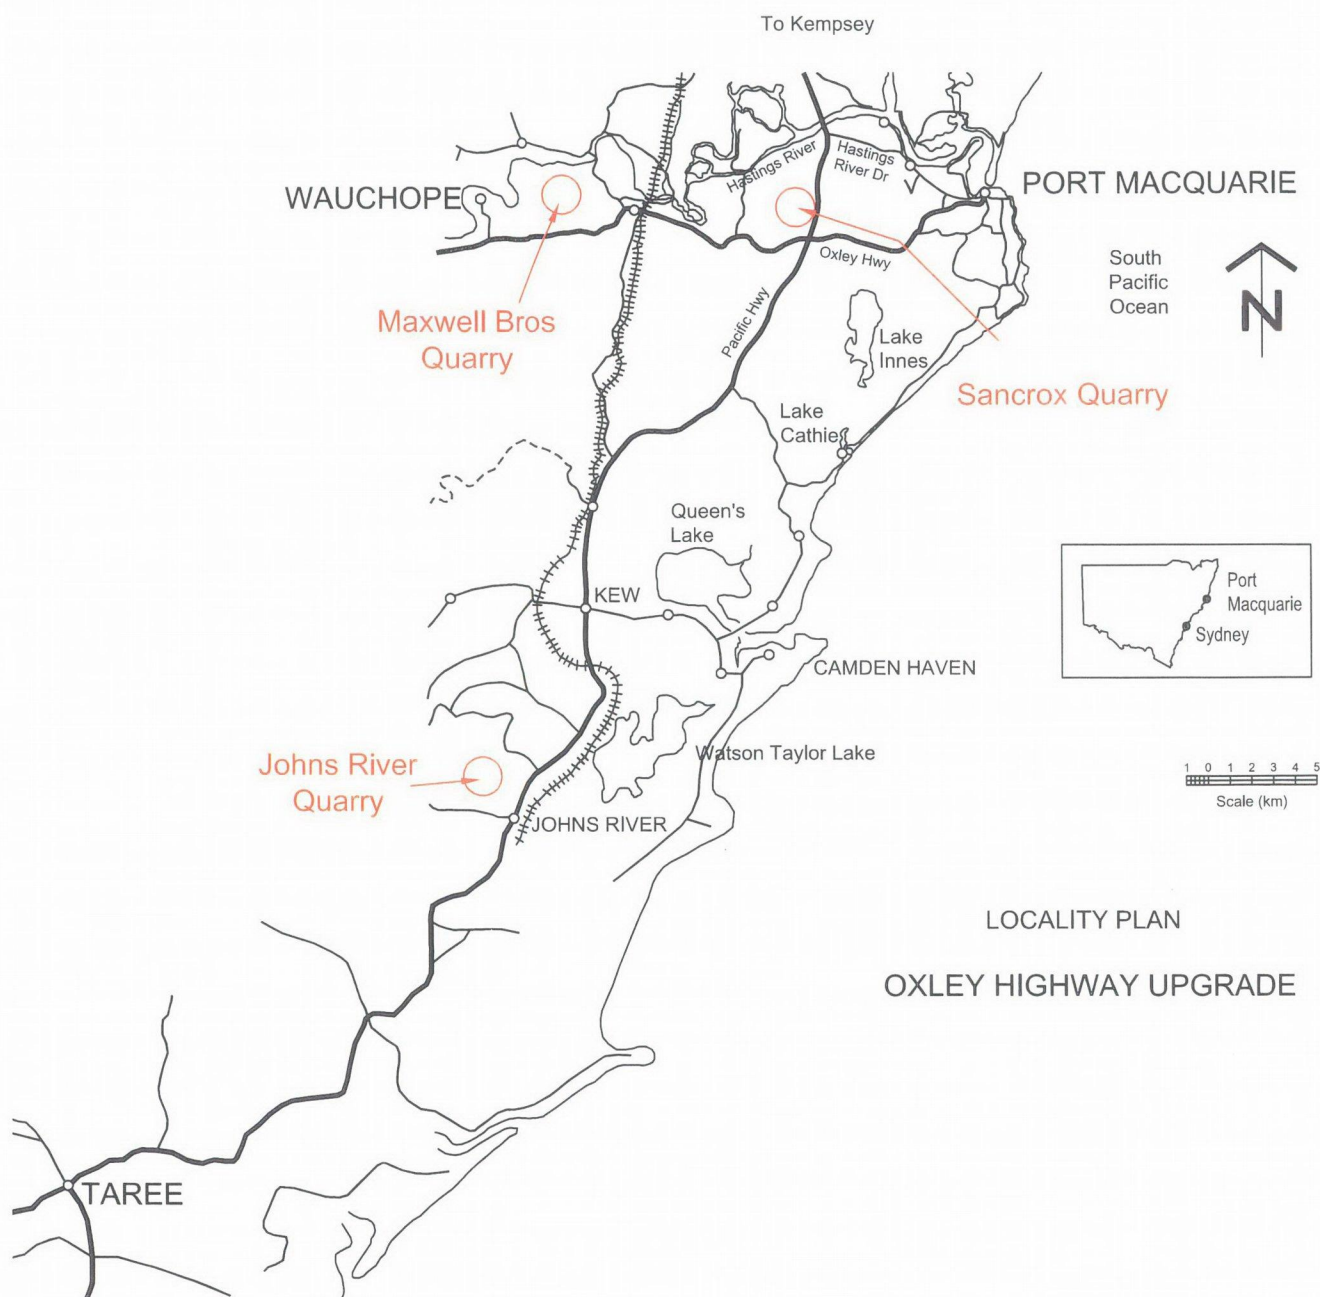 To Kempsey
WAUCHOPE
Hastings River
Hastings
River Dr
PORT MACQUARIE
Oxley Hwy
South
Pacific
Ocean
N
Maxwell Bros
Quarry
Pacific Hwy
Lake
Innes
Sancrox Quarry
Lake
Cathie
Queen's
Lake
Port
Macquarie
Sydney
KEW
CAMDEN HAVEN
Johns River
Quarry
Watson Taylor Lake
1 0 1 2 3 4 5
Scale (km)
JOHNS RIVER
LOCALITY PLAN
OXLEY HIGHWAY UPGRADE
TAREE